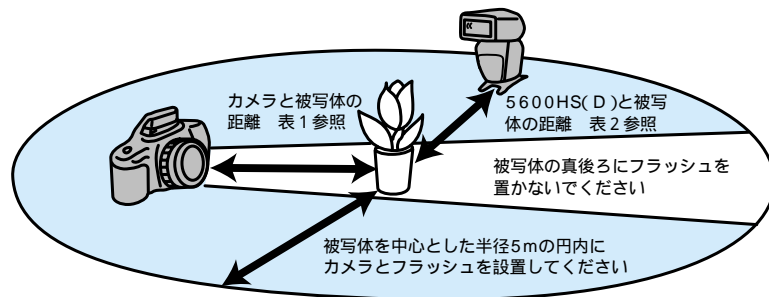 カメラと被写体の
距離　表1参照
5600HS(D)と被写
体の距離　表2参照
被写体の真後ろにフラッシュを
置かないでください
被写体を中心とした半径5mの円内に
カメラとフラッシュを設置してください